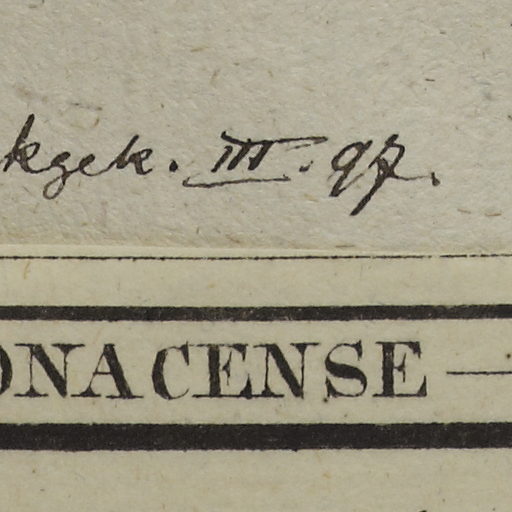 kgek. III. 97.
ONACENSE —